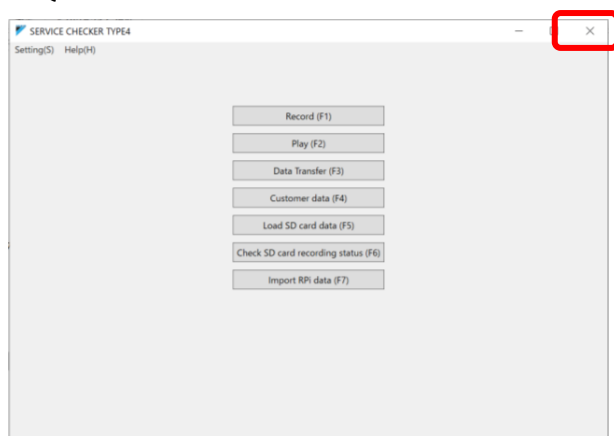 SERVICE CHECKER TYPE4
Setting(S) Help(H)
Record (F1)
Play (F2)
Data Transfer (F3)
Customer data (F4)
Load SD card data (F5)
Check SD card recording status (F6)
Import RPi data (F7)